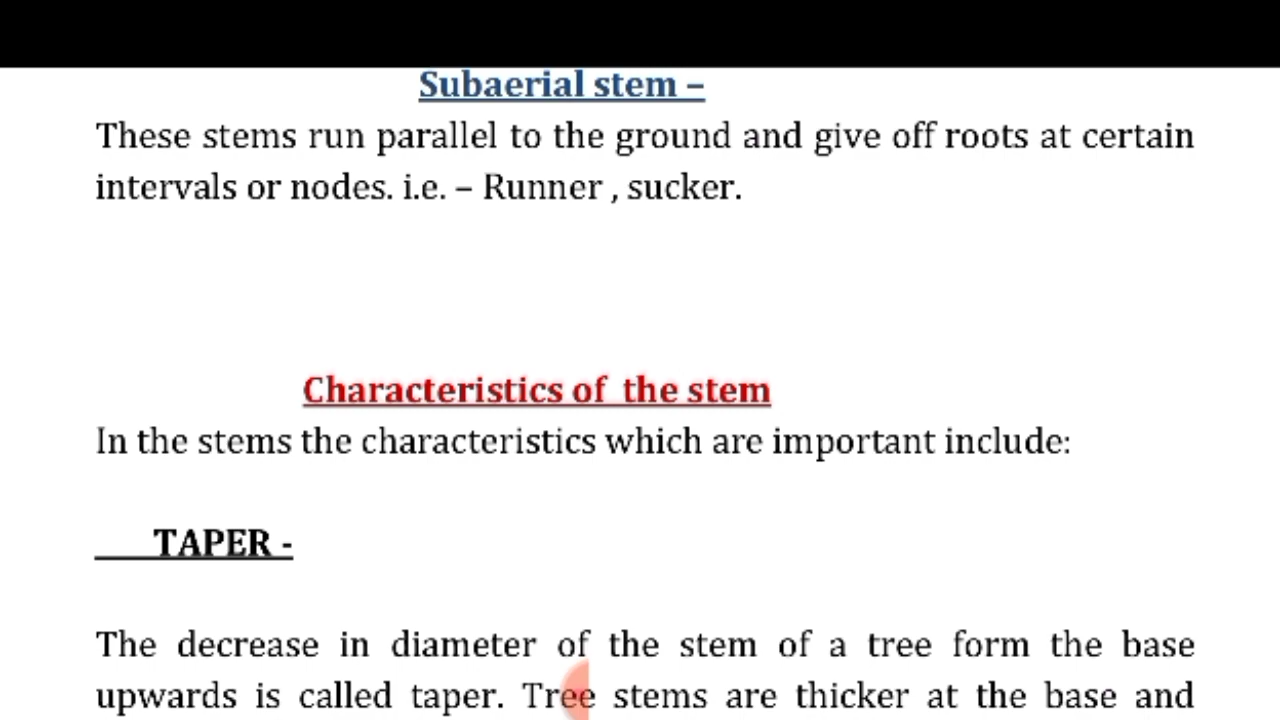 Subaerial stem –
These stems run parallel to the ground and give off roots at certain
intervals or nodes. i.e. – Runner , sucker.
Characteristics of the stem
In the stems the characteristics which are important include:
TAPER -
The decrease in diameter of the stem of a tree form the base
upwards is called taper. Tree stems are thicker at the base and